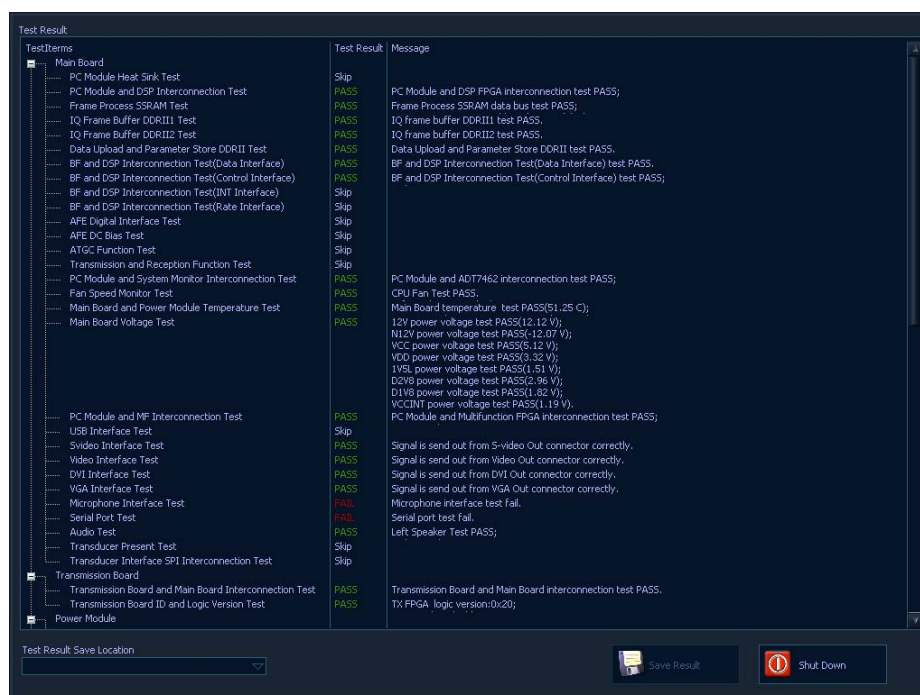 Test Result
TestIterms Test Result Message
Main Board
PC Module Heat Sink Test Skip
PC Module and DSP Interconnection Test PASS PC Module and DSP FPGA interconnection test PASS;
Frame Process SSRAM Test PASS Frame Process SSRAM data bus test PASS;
IQ Frame Buffer DDRII1 Test PASS IQ frame buffer DDRII1 test PASS.
IQ Frame Buffer DDRII2 Test PASS IQ frame buffer DDRII2 test PASS.
Data Upload and Parameter Store DDRII Test PASS Data Upload and Parameter Store DDRII test PASS.
BF and DSP Interconnection Test(Data Interface) PASS BF and DSP Interconnection Test(Data Interface) test PASS.
BF and DSP Interconnection Test(Control Interface) PASS BF and DSP Interconnection Test(Control Interface) test PASS;
BF and DSP Interconnection Test(INT Interface) Skip
BF and DSP Interconnection Test(Rate Interface) Skip
AFE Digital Interface Test Skip
AFE DC Bias Test Skip
ATGC Function Test Skip
Transmission and Reception Function Test Skip
PC Module and System Monitor Interconnection Test PASS PC Module and ADT7462 interconnection test PASS;
Fan Speed Monitor Test PASS CPU Fan Test PASS.
Main Board and Power Module Temperature Test PASS Main Board temperature test PASS(51.25 C);
Main Board Voltage Test PASS 12V power voltage test PASS(12.12 V);
N12V power voltage test PASS(-12.07 V);
VCC power voltage test PASS(5.12 V);
VDD power voltage test PASS(3.32 V);
1V5L power voltage test PASS(1.51 V);
D2V8 power voltage test PASS(2.96 V);
D1V8 power voltage test PASS(1.82 V);
VCCINT power voltage test PASS(1.19 V).
PC Module and MF Interconnection Test PASS PC Module and Multifunction FPGA interconnection test PASS;
USB Interface Test Skip
Svideo Interface Test PASS Signal is send out from S-video Out connector correctly.
Video Interface Test PASS Signal is send out from Video Out connector correctly.
DVI Interface Test PASS Signal is send out from DVI Out connector correctly.
VGA Interface Test PASS Signal is send out from VGA Out connector correctly.
Microphone Interface Test FAIL Microphone interface test fail.
Serial Port Test FAIL Serial port test fail.
Audio Test PASS Left Speaker Test PASS;
Transducer Present Test Skip
Transducer Interface SPI Interconnection Test Skip
Transmission Board
Transmission Board and Main Board Interconnection Test PASS Transmission Board and Main Board interconnection test PASS.
Transmission Board ID and Logic Version Test PASS TX FPGA logic version:0x20;
Power Module
Test Result Save Location
Save Result
Shut Down